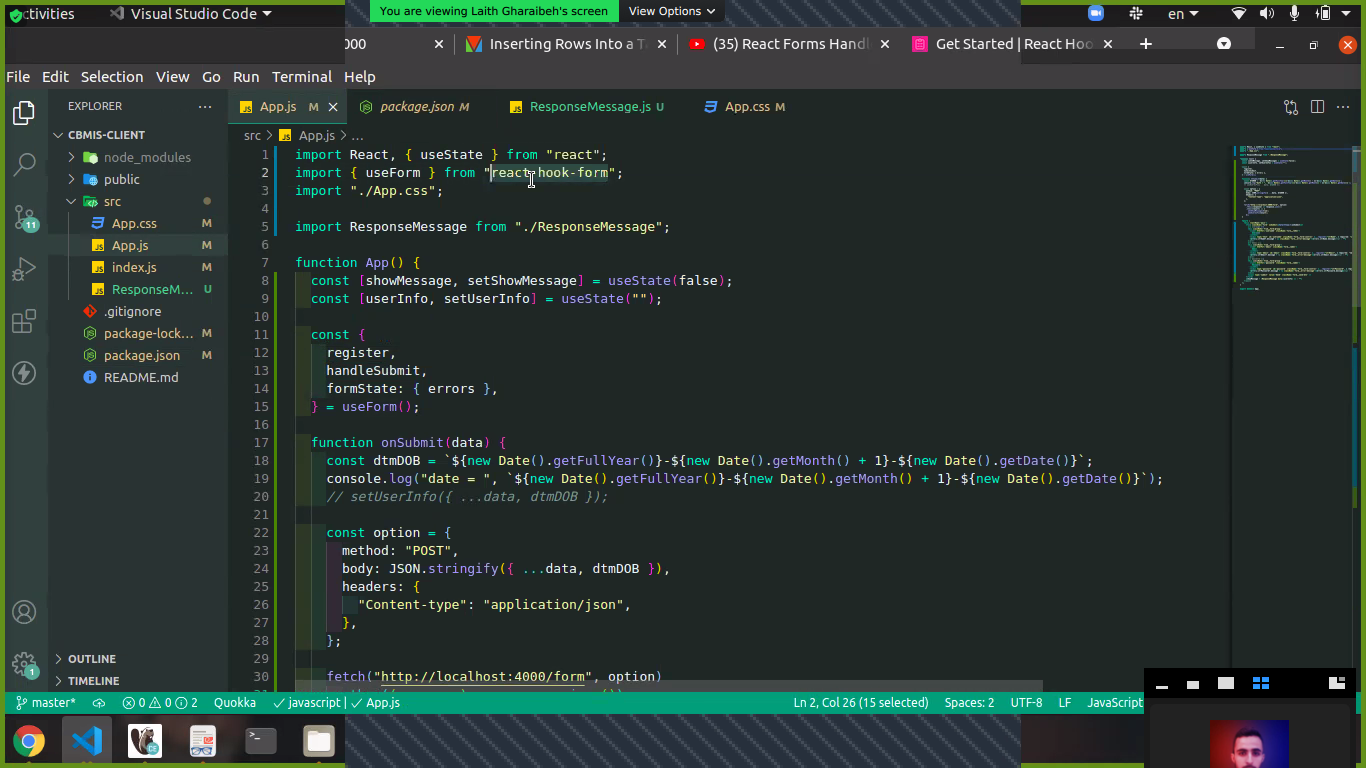 ctivities
Visual Studio Code
You are viewing Laith Gharaibeh's screen
View Options
en
000
Inserting Rows Into a Ta
(35) React Forms Handl
Get Started | React Hoo
File Edit Selection View Go Run Terminal Help
EXPLORER
App.js M
package.json M
ResponseMessage.js U
App.css M
CBMIS-CLIENT
node_modules
public
src
App.css M
App.js M
index.js
ResponseM... U
.gitignore
package-lock... M
package.json M
README.md
OUTLINE
TIMELINE
11
1
src > App.js > ...
1 import React, { useState } from "react";
2 import { useForm } from "react-hook-form";
3 import "./App.css";
4
5 import ResponseMessage from "./ResponseMessage";
6
7 function App() {
8 const [showMessage, setShowMessage] = useState(false);
9 const [userInfo, setUserInfo] = useState("");
10
11 const {
12 register,
13 handleSubmit,
14 formState: { errors },
15 } = useForm();
16
17 function onSubmit(data) {
18 const dtmDOB = `${new Date().getFullYear()}-${new Date().getMonth() + 1}-${new Date().getDate()}`;
19 console.log("date = ", `${new Date().getFullYear()}-${new Date().getMonth() + 1}-${new Date().getDate()}`);
20 // setUserInfo({ ...data, dtmDOB });
21
22 const option = {
23 method: "POST",
24 body: JSON.stringify({ ...data, dtmDOB }),
25 headers: {
26 "Content-type": "application/json",
27 },
28 };
29
30 fetch("http://localhost:4000/form", option)
master*
0 0 2
Quokka
javascript |
App.js
Ln 2, Col 26 (15 selected)
Spaces: 2
UTF-8
LF
JavaScript